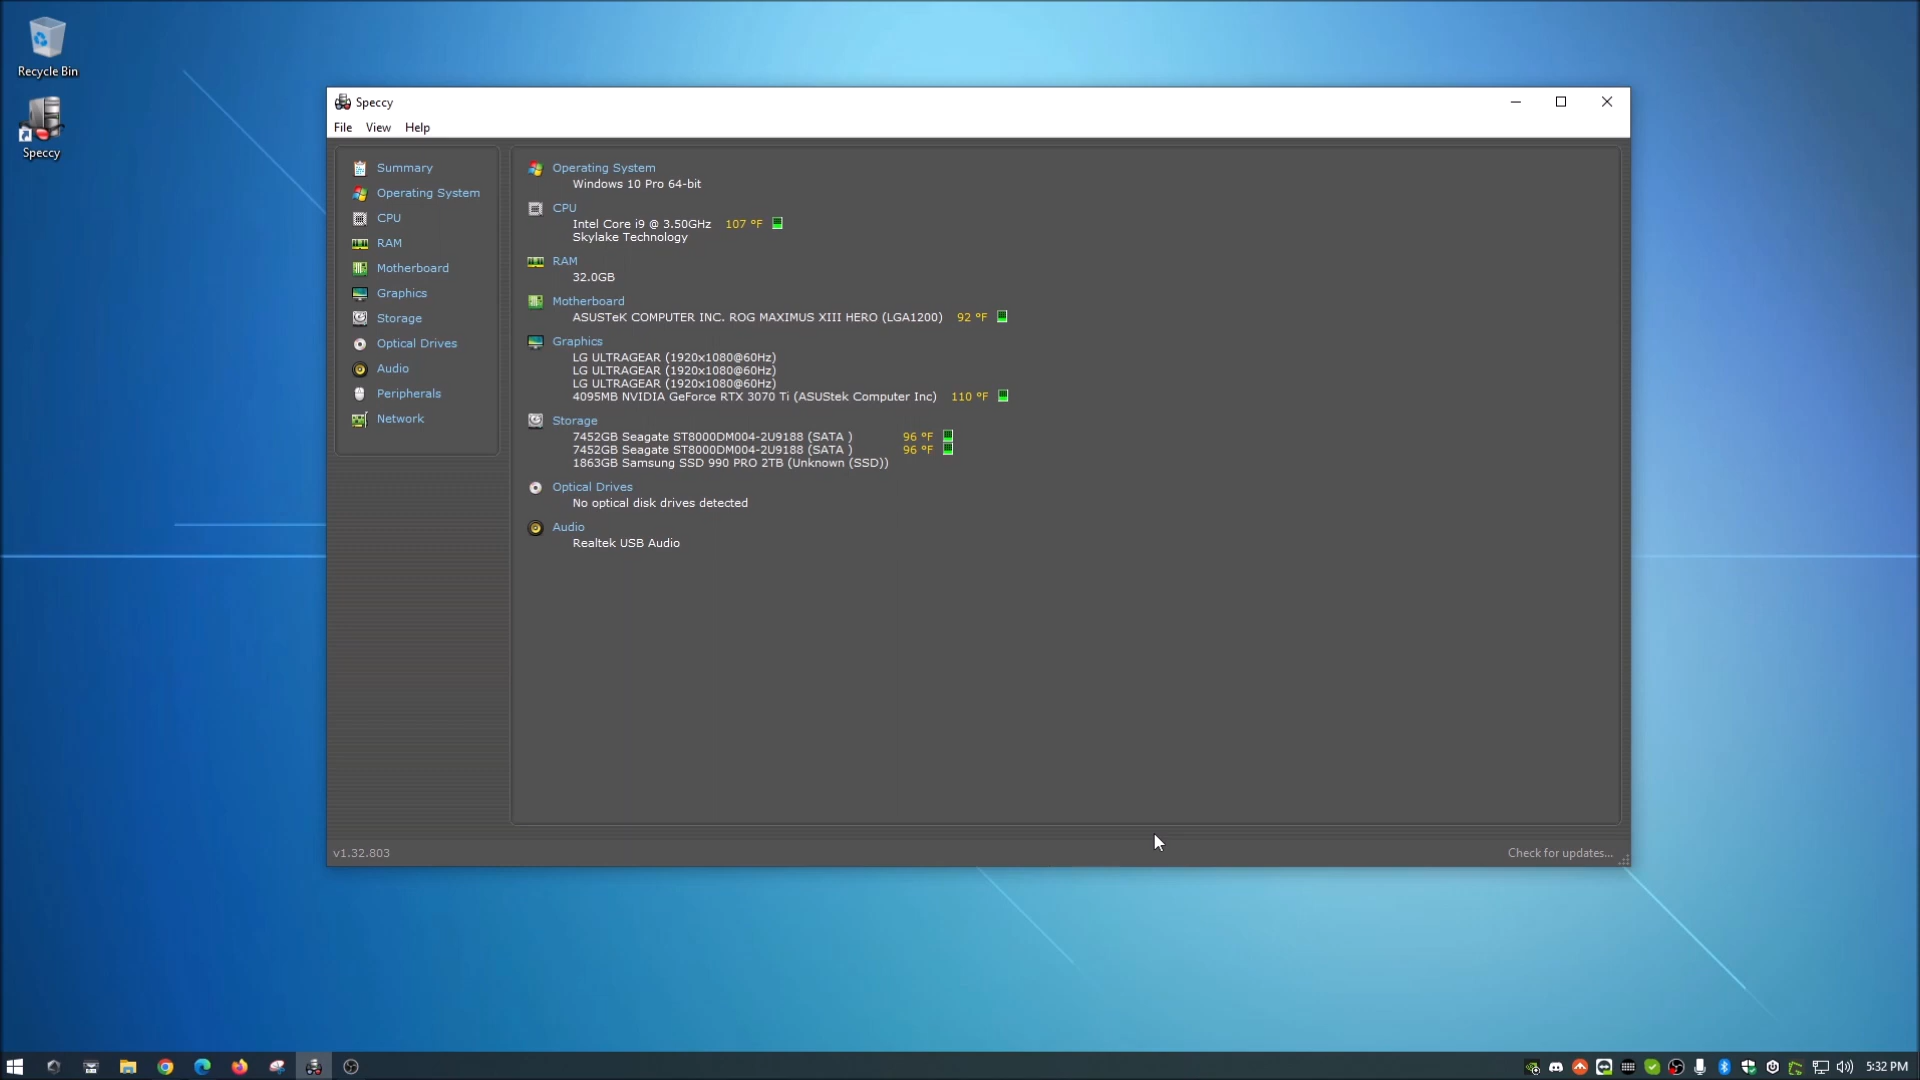 Recycle Bin
Speccy
Speccy
File View Help
Summary
Operating System
CPU
RAM
Motherboard
Graphics
Storage
Optical Drives
Audio
Peripherals
Network
Operating System
Windows 10 Pro 64-bit
CPU
Intel Core i9 @ 3.50GHz 107 °F
Skylake Technology
RAM
32.0GB
Motherboard
ASUSTeK COMPUTER INC. ROG MAXIMUS XIII HERO (LGA1200) 92 °F
Graphics
LG ULTRAGEAR (1920x1080@60Hz)
LG ULTRAGEAR (1920x1080@60Hz)
LG ULTRAGEAR (1920x1080@60Hz)
4095MB NVIDIA GeForce RTX 3070 Ti (ASUStek Computer Inc) 110 °F
Storage
7452GB Seagate ST8000DM004-2U9188 (SATA ) 96 °F
7452GB Seagate ST8000DM004-2U9188 (SATA ) 96 °F
1863GB Samsung SSD 990 PRO 2TB (Unknown (SSD))
Optical Drives
No optical disk drives detected
Audio
Realtek USB Audio
v1.32.803
Check for updates...
5:32 PM